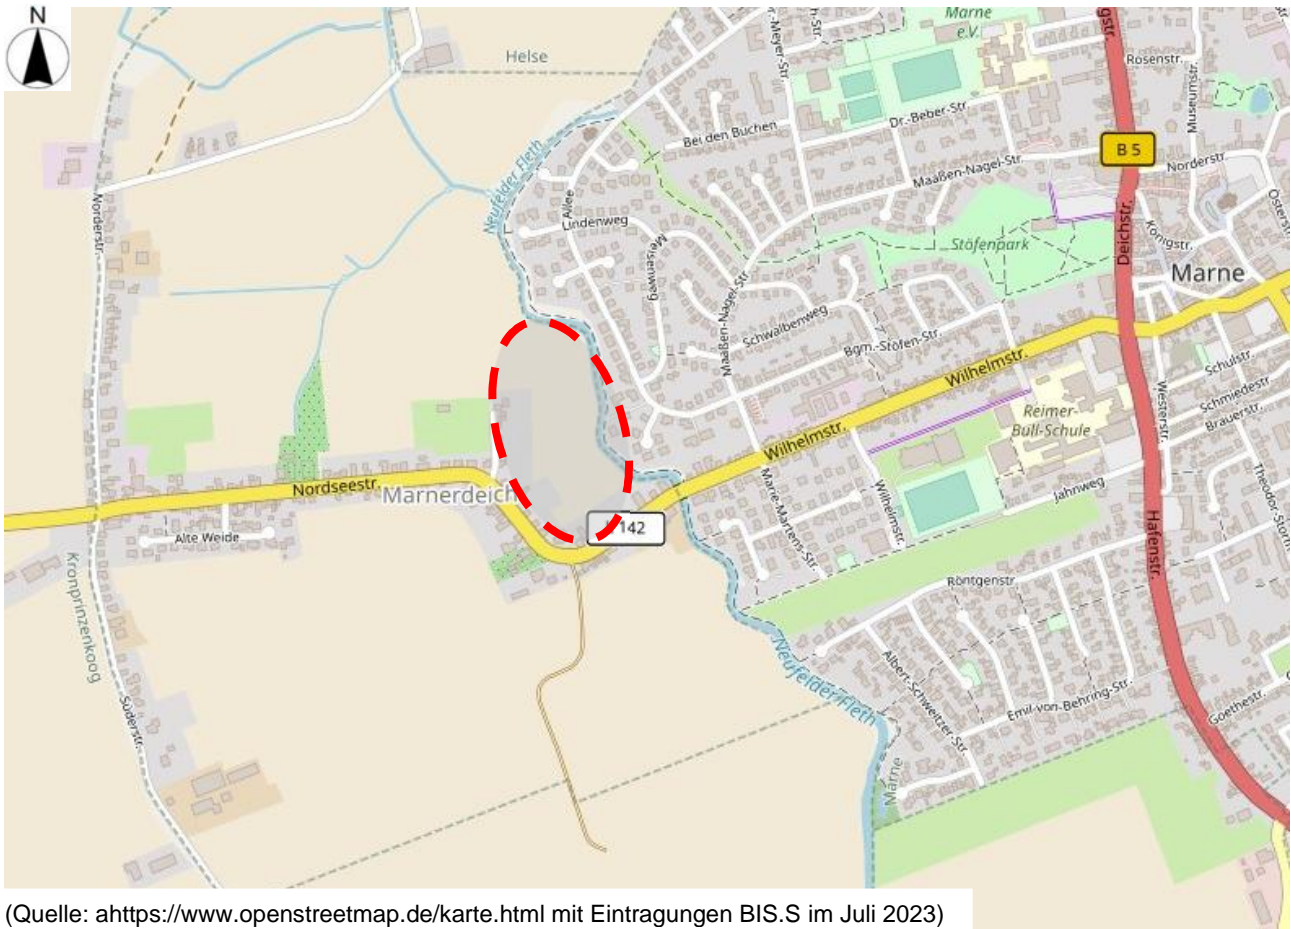 N
Marne
e.V.
Helse
Rosenstr.
Museumstr.
Dr.-Beber-Str.
Bei den Buchen
B 5
Norderstr.
Maaßen-Nagel-Str.
Neufelder Fleth
Allee
Lindenweg
Meisenweg
Norderstr.
Stöfenpark
Deichstr.
Königstr.
Österstr.
Marne
Maaßen-Nagel-Str.
Schwalbenweg
Bgm.-Stöfen-Str.
Wilhelmstr.
Schulstr.
Schmiedestr.
Brauerstr.
Westerstr.
Reimer-
Bull-Schule
Wilhelmstr.
Nordseestr.
Marnerdeich
142
Alte Weide
Marie-Martens-Str.
Wilhelmstr.
Jahnweg
Theodor-Storm
Hafenstr.
Kronprinzenkoog
Röntgenstr.
Neufelder Fleth
Albert-Schweitzer-Str.
Emil-von-Behring-Str.
Goethestr.
Süderstr.
Marne
(Quelle: ahttps://www.openstreetmap.de/karte.html mit Eintragungen BIS.S im Juli 2023)